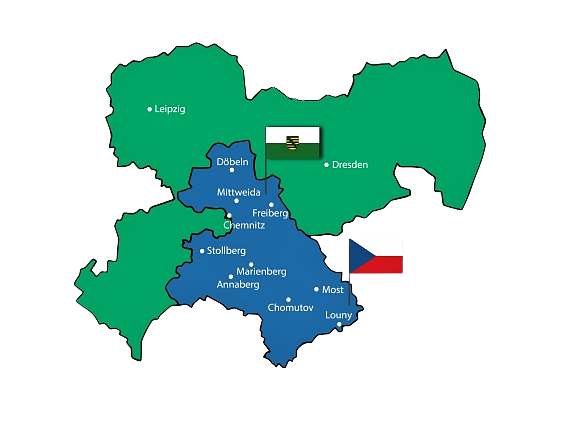 Leipzig
Döbeln
Dresden
Mittweida
Freiberg
Chemnitz
Stollberg
Marienberg
Annaberg
Most
Chomutov
Louny